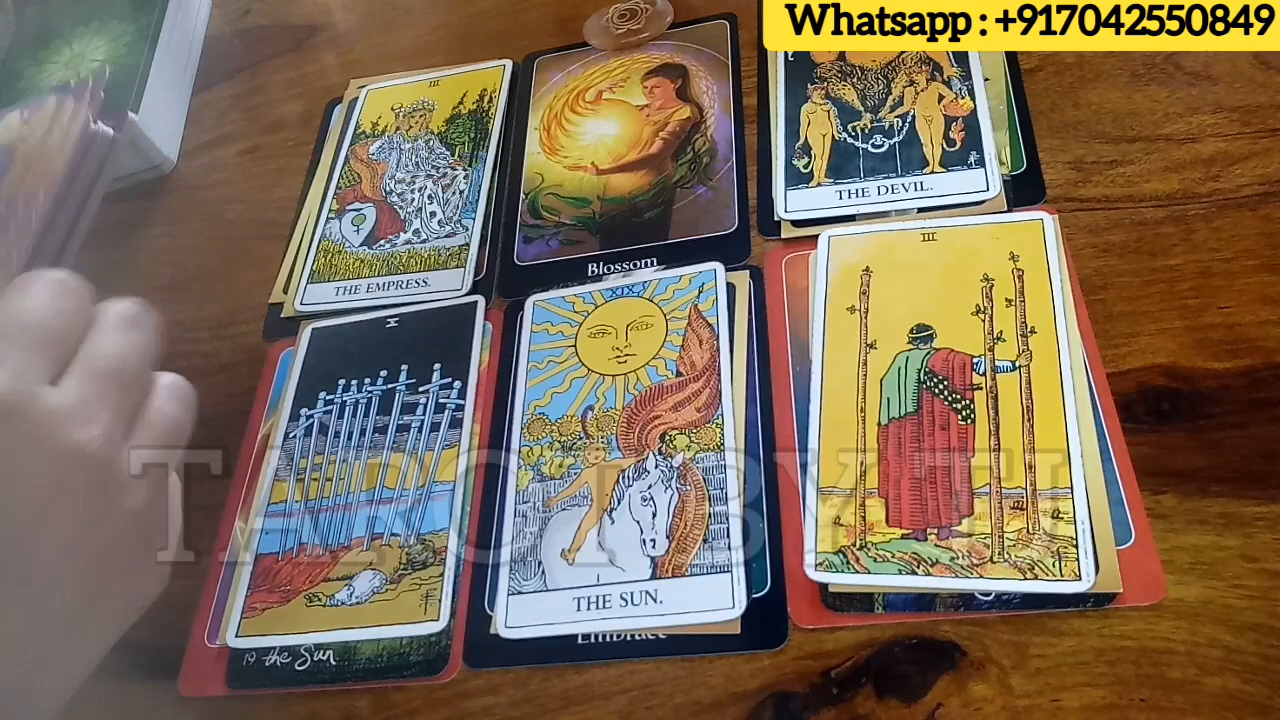 Whatsapp : +917042550849
III
THE EMPRESS.
Blossom
THE DEVIL.
X
XIX
III
THE SUN.
19 the Sun
Embrace